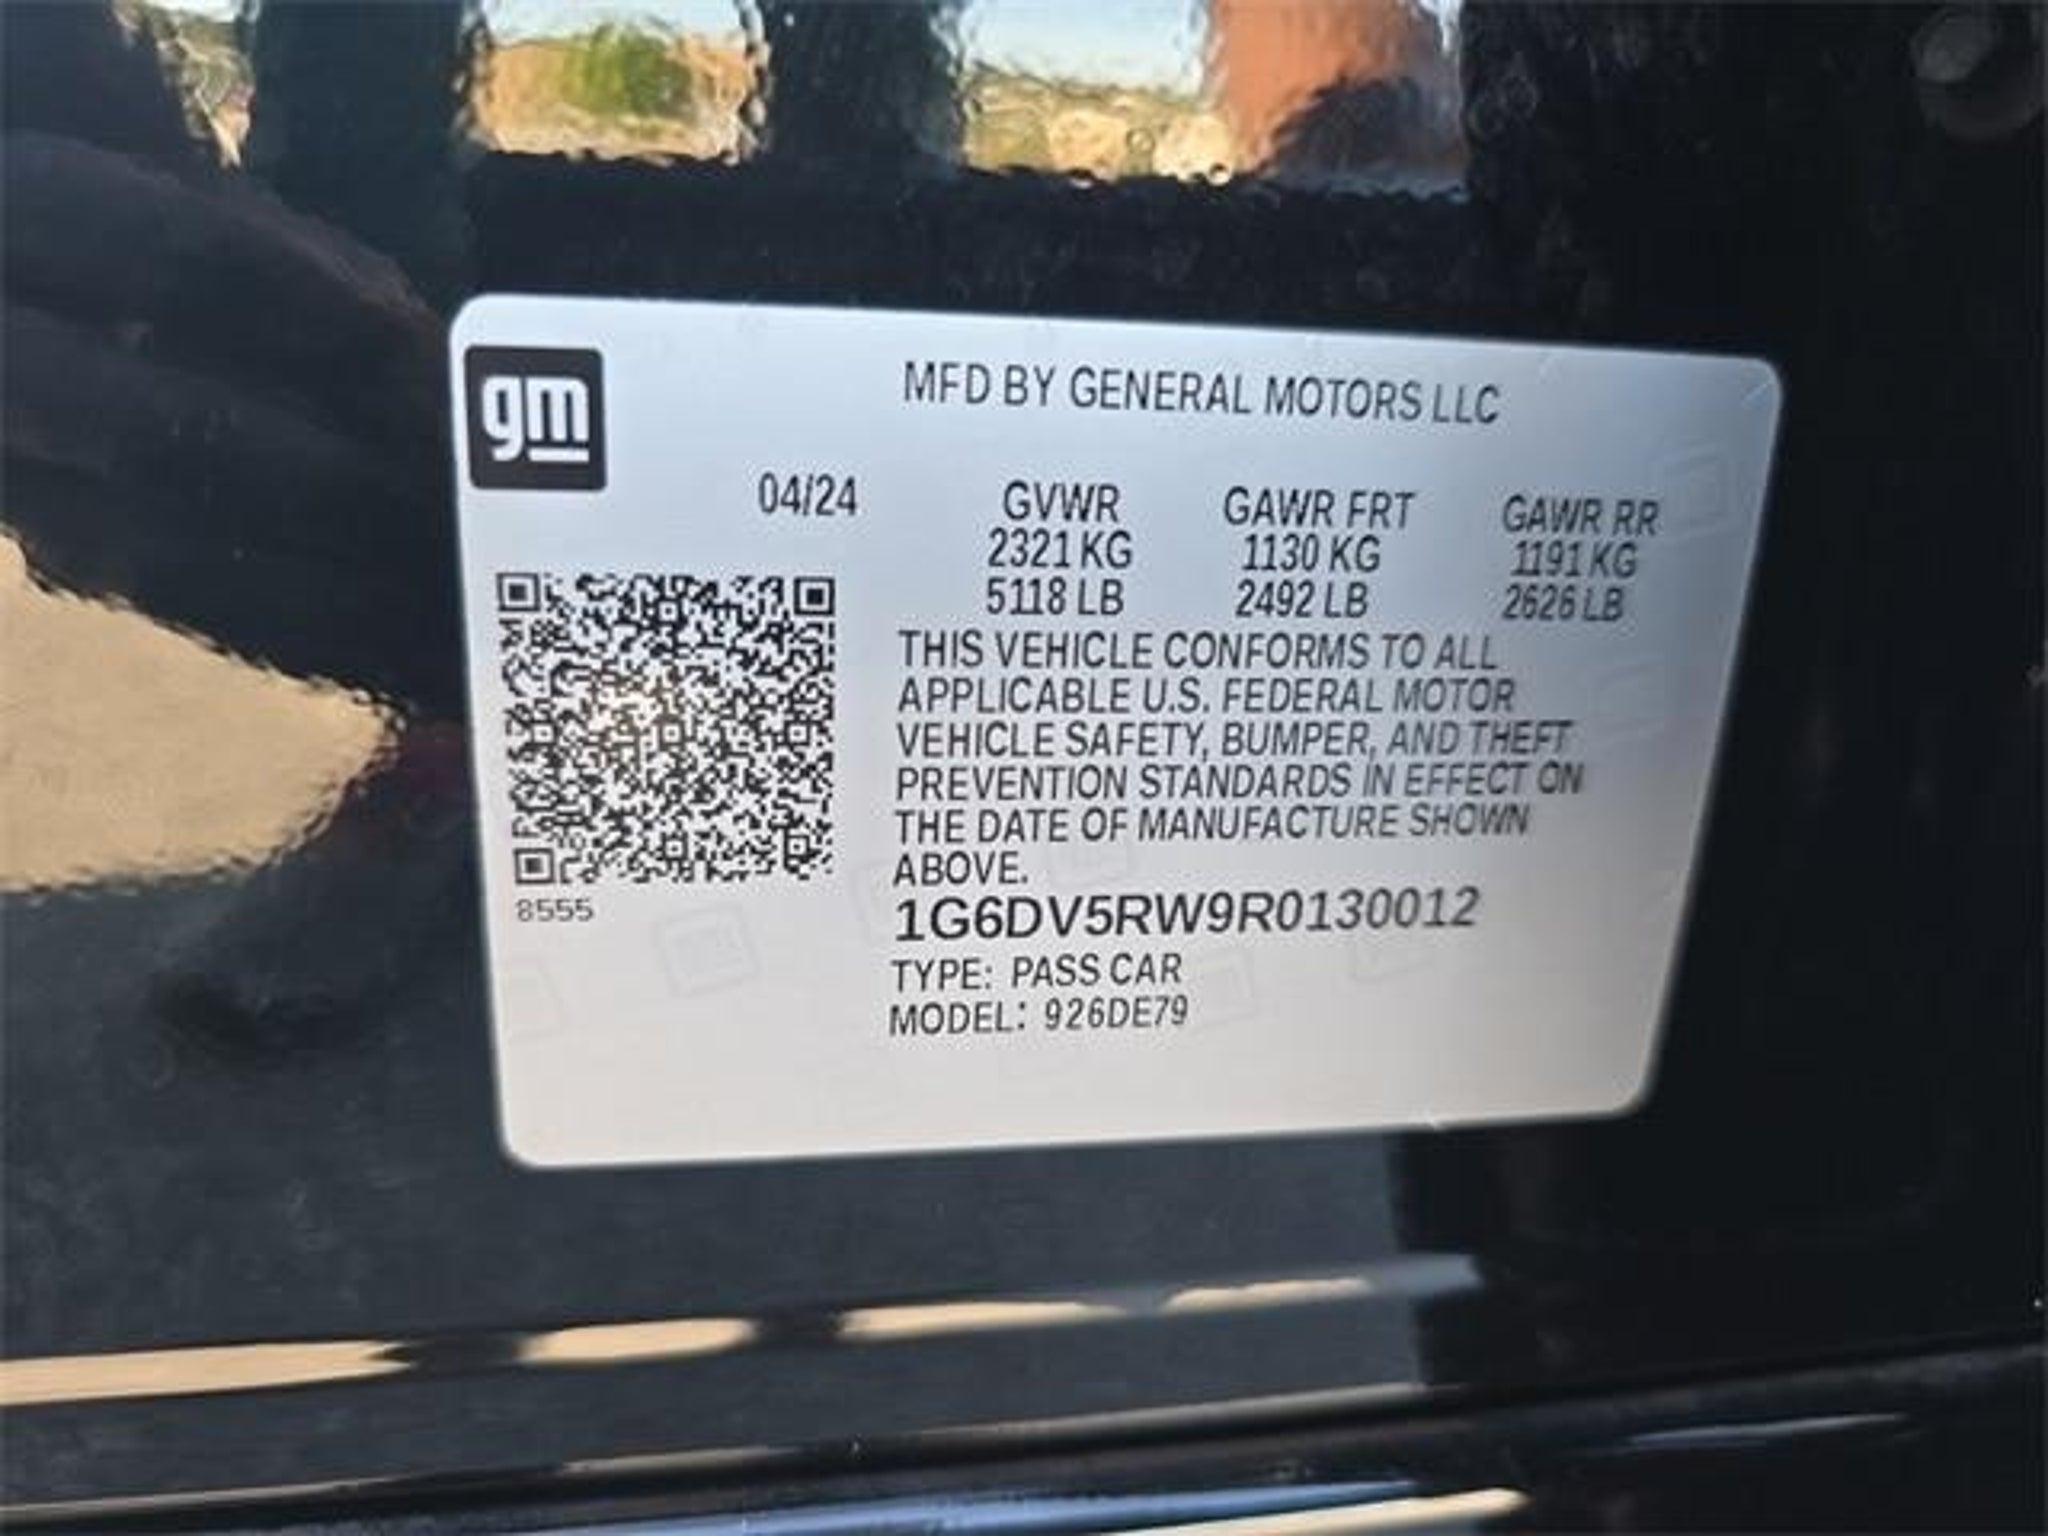 gm
MFD BY GENERAL MOTORS LLC
04/24
GVWR GAWR FRT GAWR RR
2321 KG 1130 KG 1191 KG
5118 LB 2492 LB 2626 LB
THIS VEHICLE CONFORMS TO ALL
APPLICABLE U.S. FEDERAL MOTOR
VEHICLE SAFETY, BUMPER, AND THEFT
PREVENTION STANDARDS IN EFFECT ON
THE DATE OF MANUFACTURE SHOWN
ABOVE.
8555
1G6DV5RW9R0130012
TYPE: PASS CAR
MODEL: 926DE79